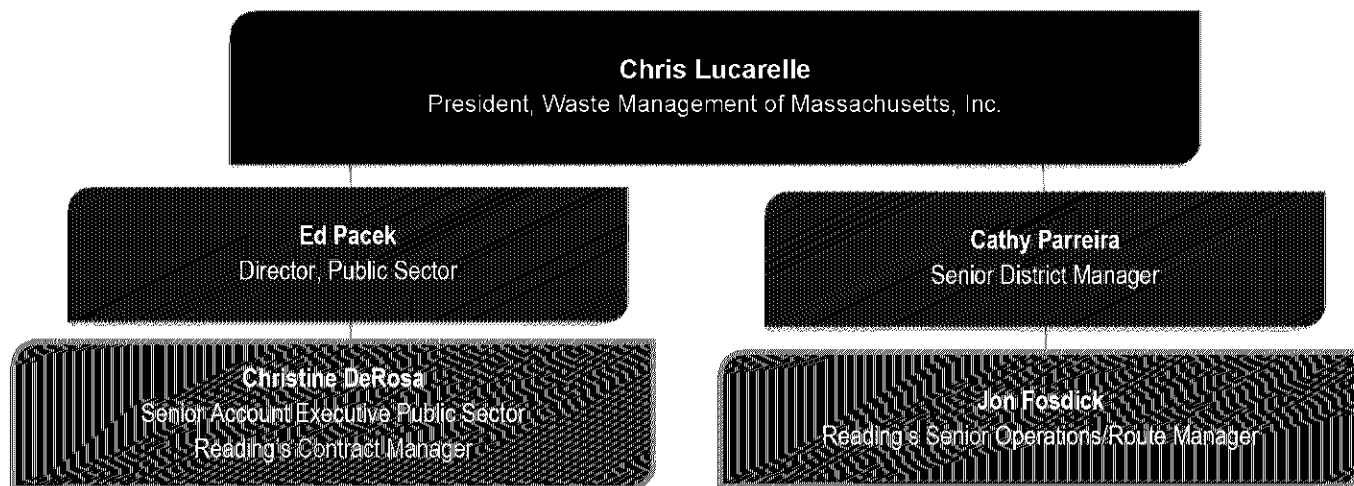 Chris Lucarelle
President, Waste Management of Massachusetts, Inc.
Ed Pacek
Director, Public Sector
Cathy Parreira
Senior District Manager
Christine DeRosa
Senior Account Executive Public Sector
Reading's Contract Manager
Jon Fosdick
Reading's Senior Operations/Route Manager